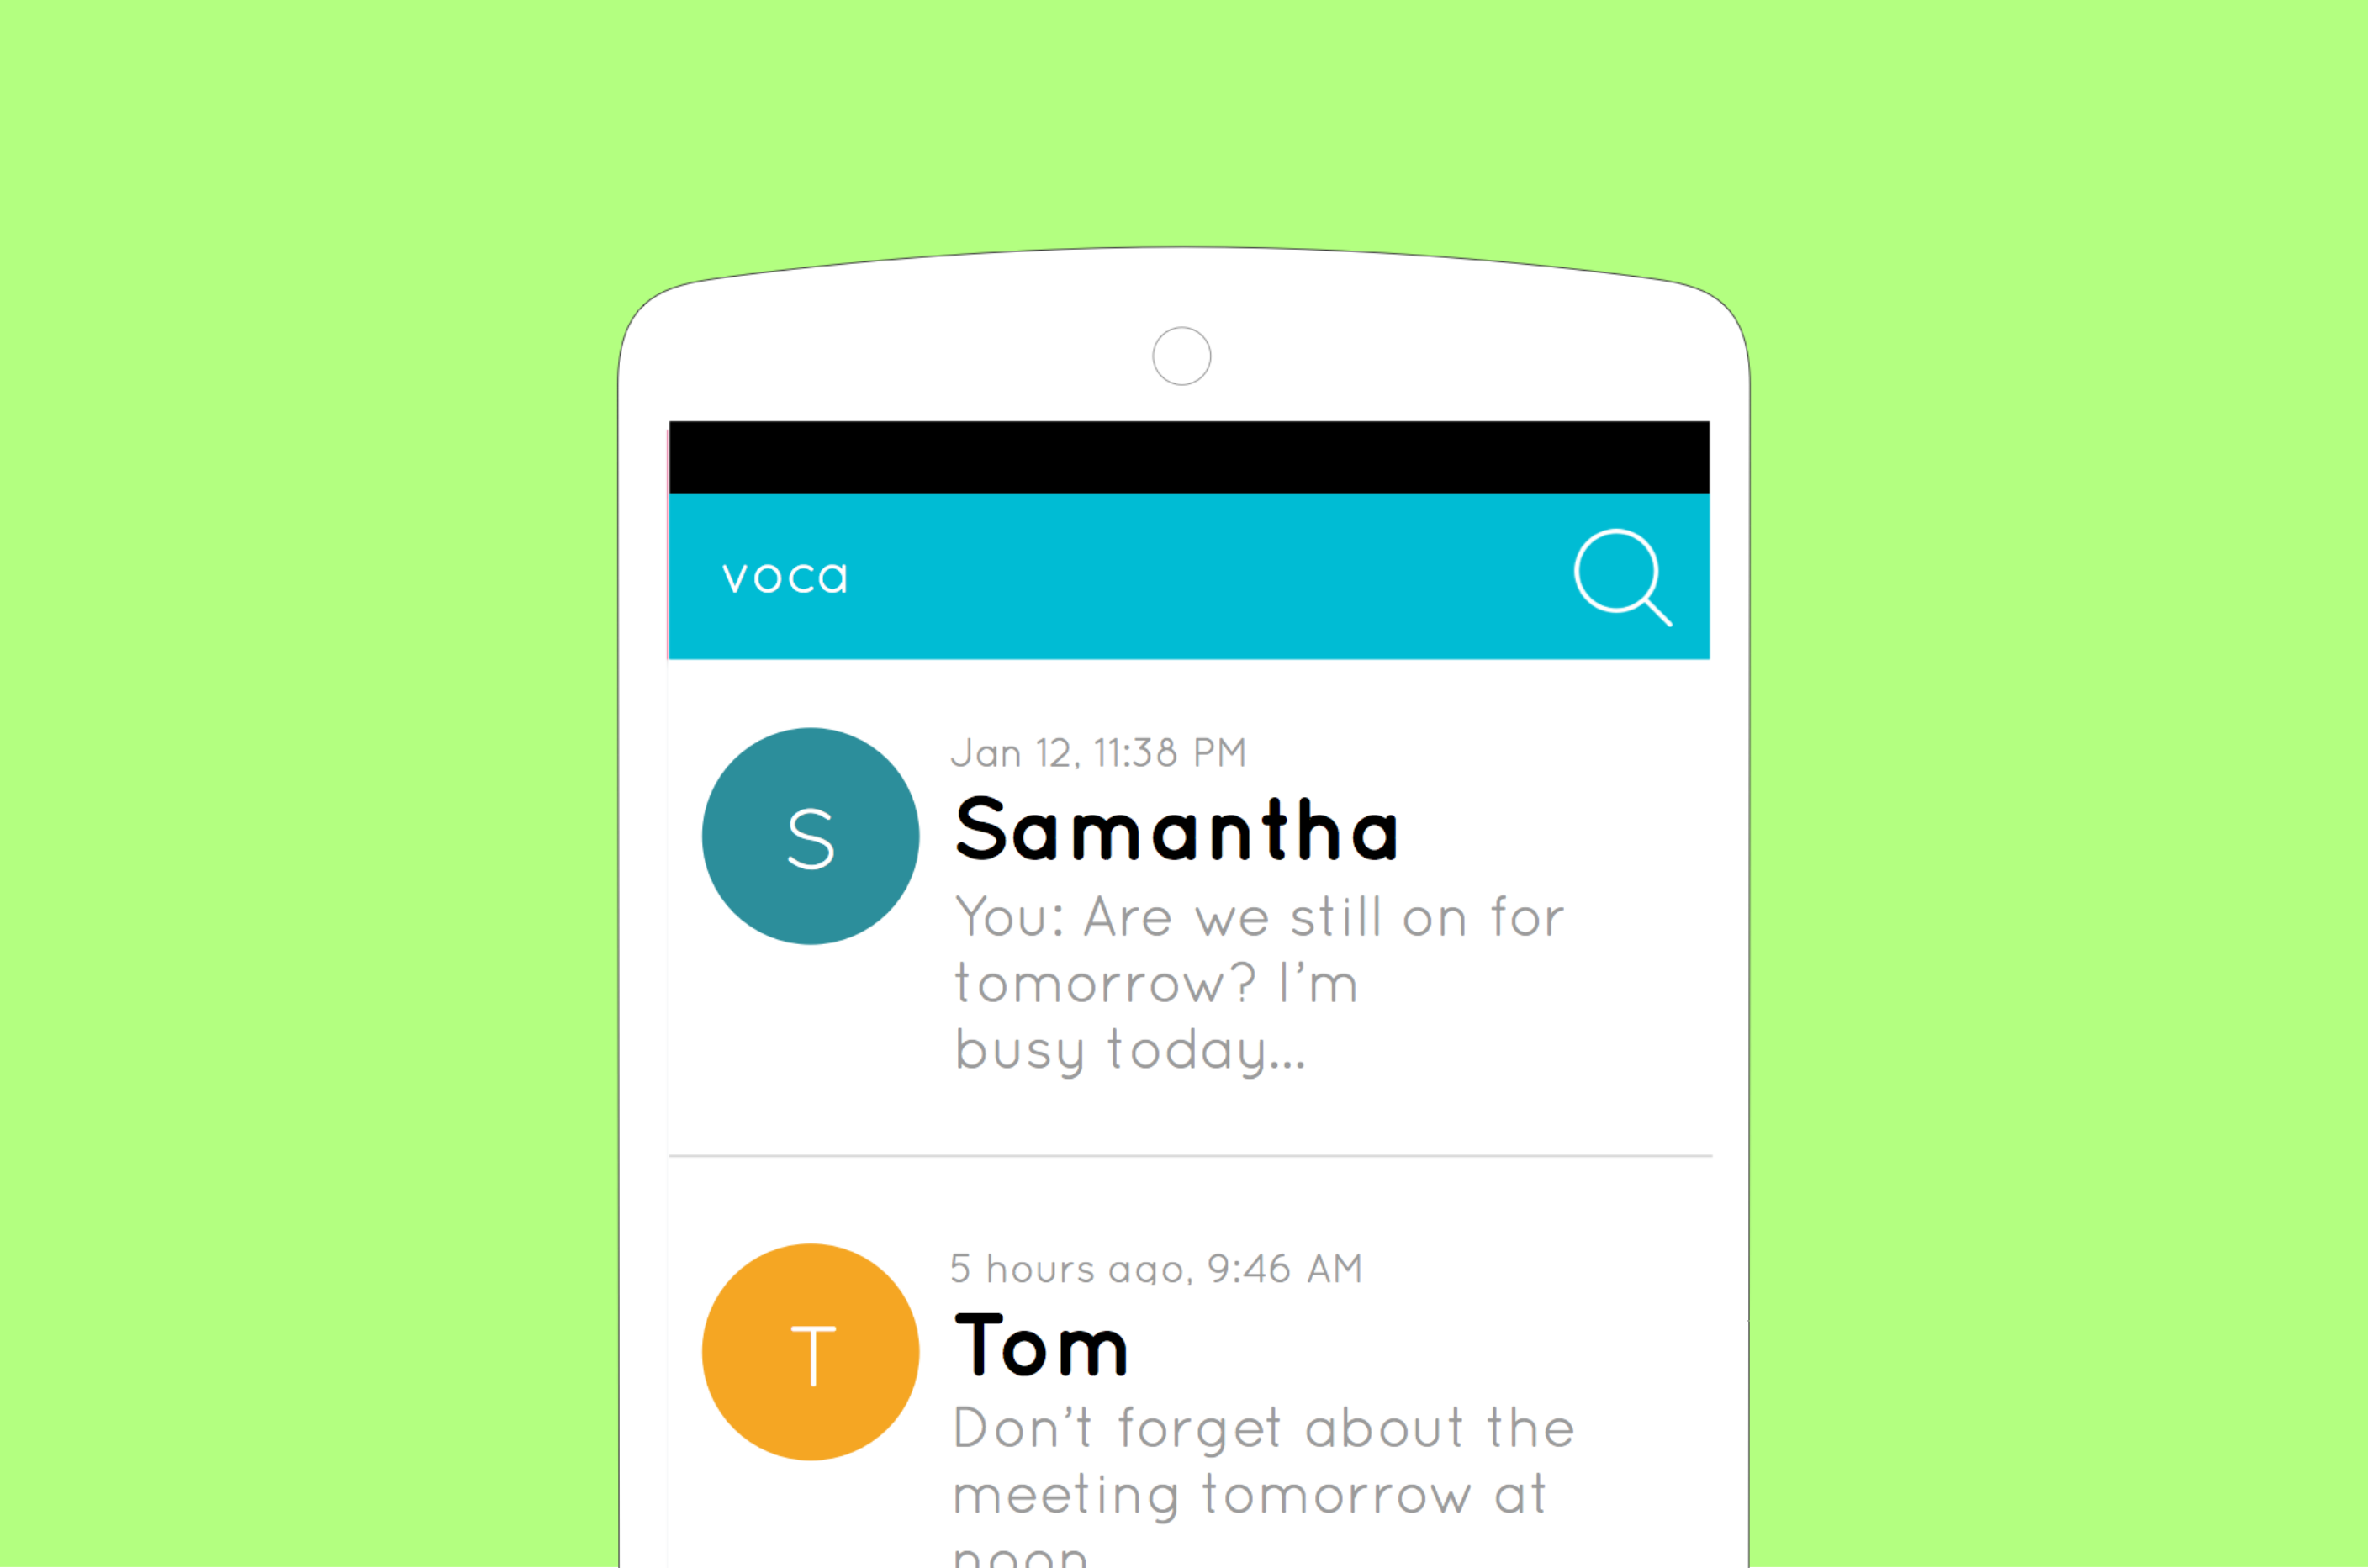 voca
S
Jan 12, 11:38 PM
Samantha
You: Are we still on for
tomorrow? I'm
busy today...
T
5 hours ago, 9:46 AM
Tom
Don't forget about the
meeting tomorrow at
noon